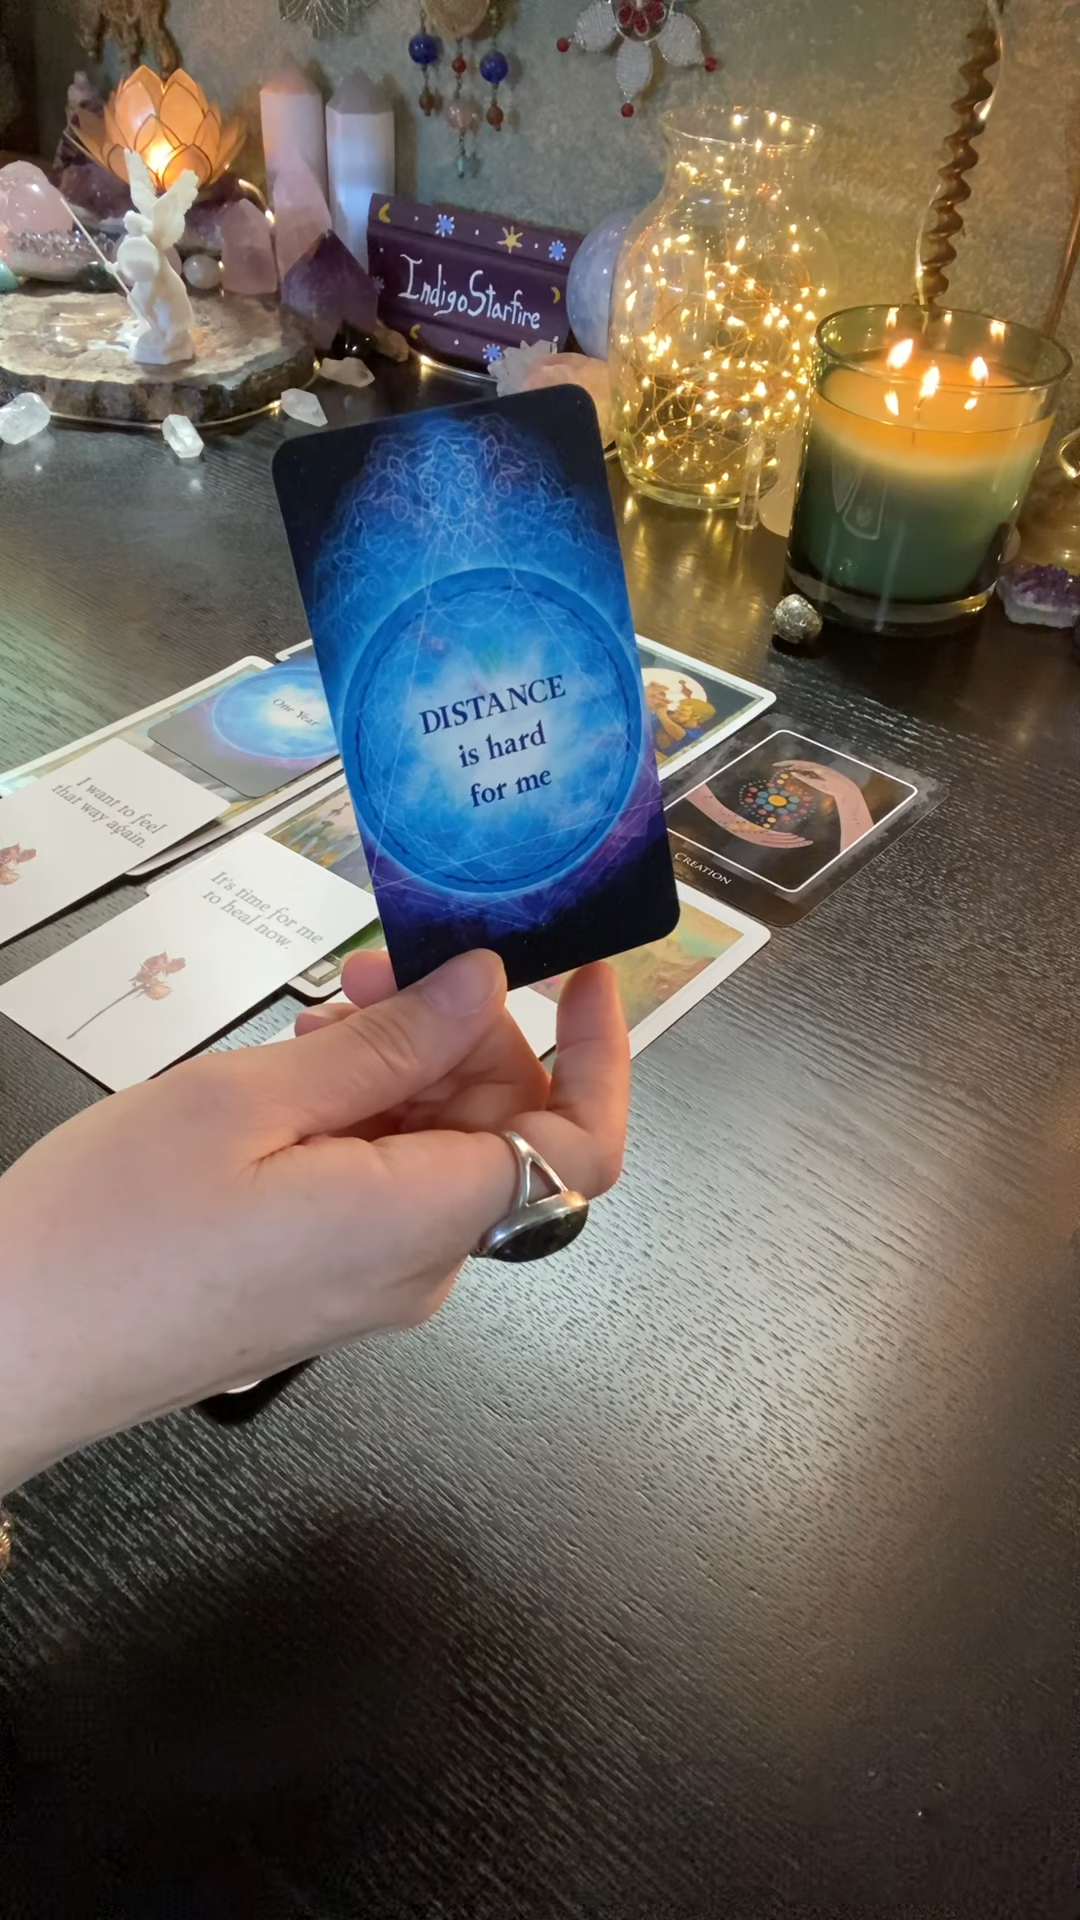 IndigoStarfire
DISTANCE
is hard
for me
One Year
I want to feel
that way again.
It's time for me
to heal now.
CREATION